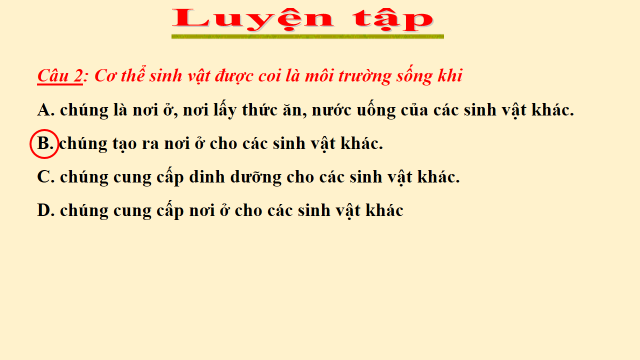 Luyện tập
Câu 2: Cơ thể sinh vật được coi là môi trường sống khi
A. chúng là nơi ở, nơi lấy thức ăn, nước uống của các sinh vật khác.
B. chúng tạo ra nơi ở cho các sinh vật khác.
C. chúng cung cấp dinh dưỡng cho các sinh vật khác.
D. chúng cung cấp nơi ở cho các sinh vật khác